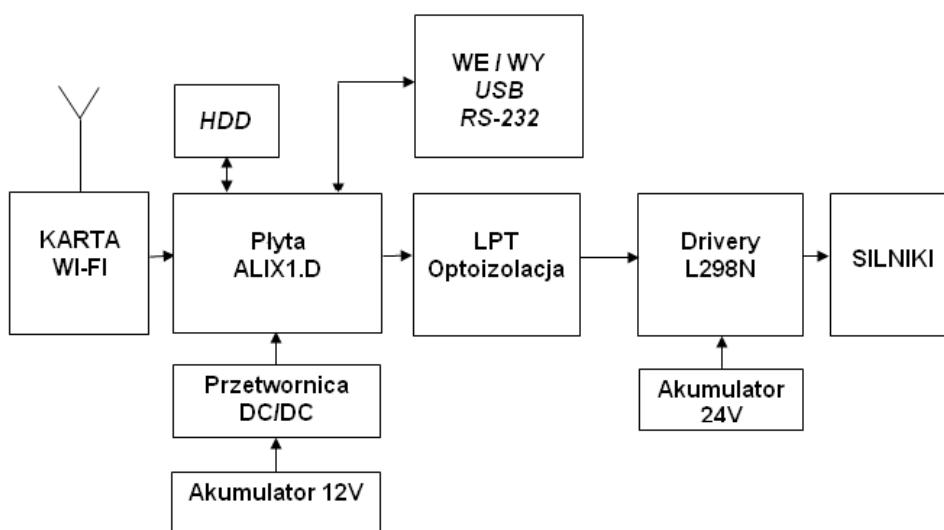 WE / WY
USB
RS-232
HDD
KARTA
WI-FI
Płyta
ALIX1.D
LPT
Optoizolacja
Drivery
L298N
SILNIKI
Przetwornica
DC/DC
Akumulator
24V
Akumulator 12V